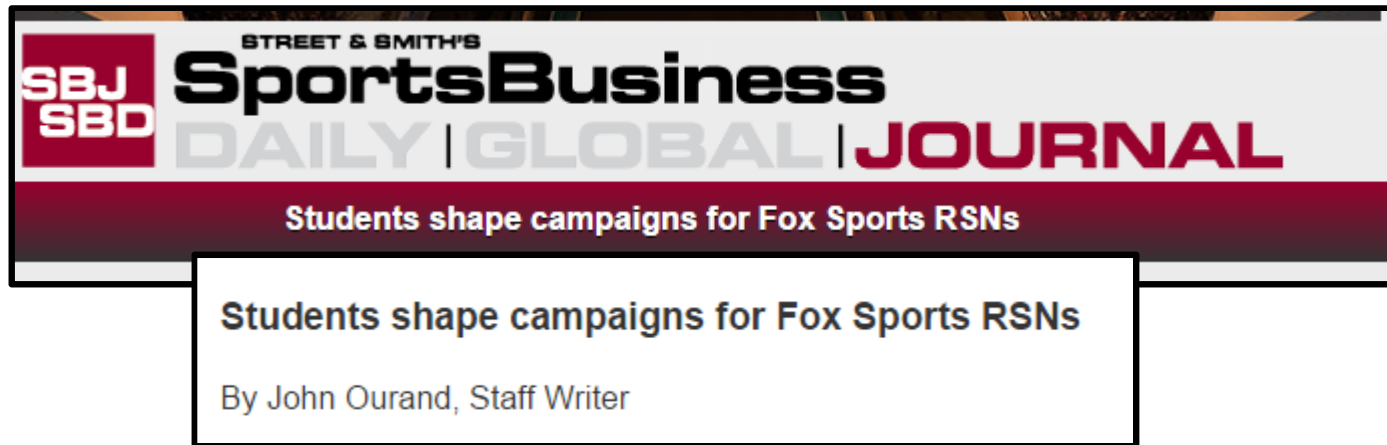 STREET & SMITH'S
SBJ
SBD
SportsBusiness
DAILY | GLOBAL | JOURNAL
Students shape campaigns for Fox Sports RSNs
Students shape campaigns for Fox Sports RSNs
By John Ourand, Staff Writer